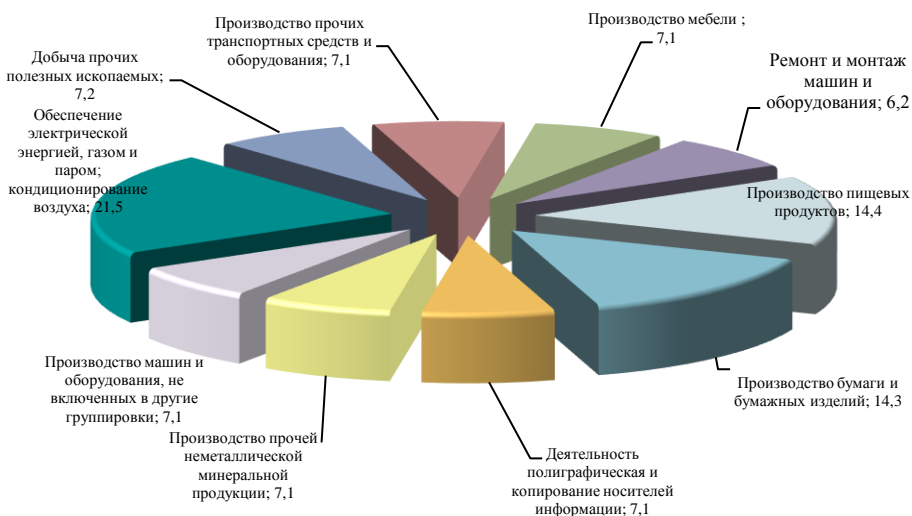 Производство прочих
транспортных средств и
оборудования; 7,1
Производство мебели ;
7,1
Добыча прочих
полезных ископаемых;
7,2
Ремонт и монтаж
машин и
оборудования; 6,2
Обеспечение
электрической
энергией, газом и
паром;
кондиционирование
воздуха; 21,5
Производство пищевых
продуктов; 14,4
Производство машин и
оборудования, не
включенных в другие
группировки; 7,1
Производство бумаги и
бумажных изделий; 14,3
Производство прочей
неметаллической
минеральной
продукции; 7,1
Деятельность
полиграфическая и
копирование носителей
информации; 7,1